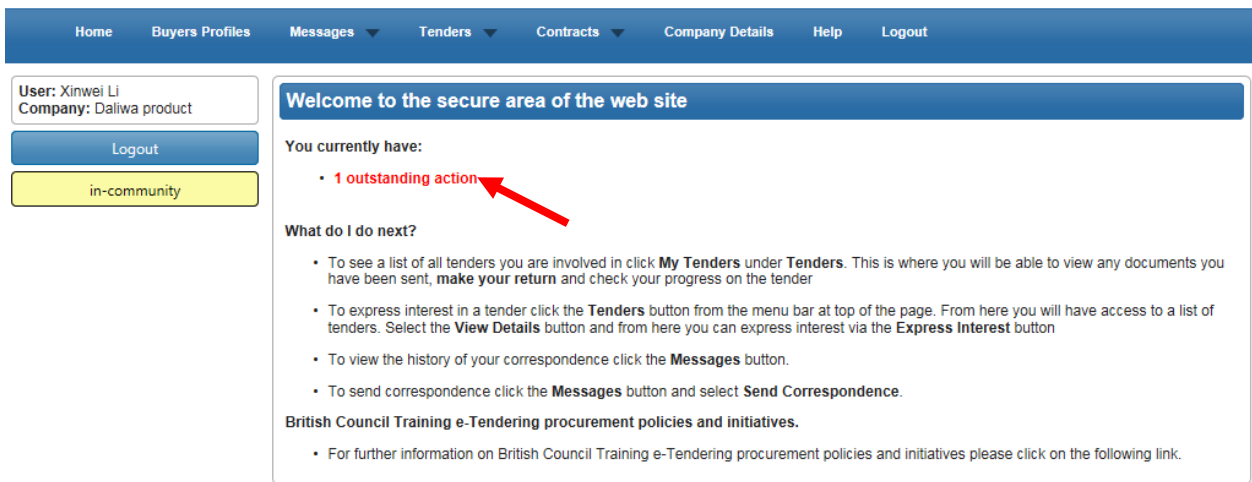 Home Buyers Profiles Messages Tenders Contracts Company Details Help Logout
User: Xinwei Li
Company: Daliwa product
Logout
in-community
Welcome to the secure area of the web site
You currently have:
• 1 outstanding action
What do I do next?
• To see a list of all tenders you are involved in click My Tenders under Tenders. This is where you will be able to view any documents you
have been sent, make your return and check your progress on the tender
• To express interest in a tender click the Tenders button from the menu bar at top of the page. From here you will have access to a list of
tenders. Select the View Details button and from here you can express interest via the Express Interest button
• To view the history of your correspondence click the Messages button.
• To send correspondence click the Messages button and select Send Correspondence.
British Council Training e-Tendering procurement policies and initiatives.
• For further information on British Council Training e-Tendering procurement policies and initiatives please click on the following link.